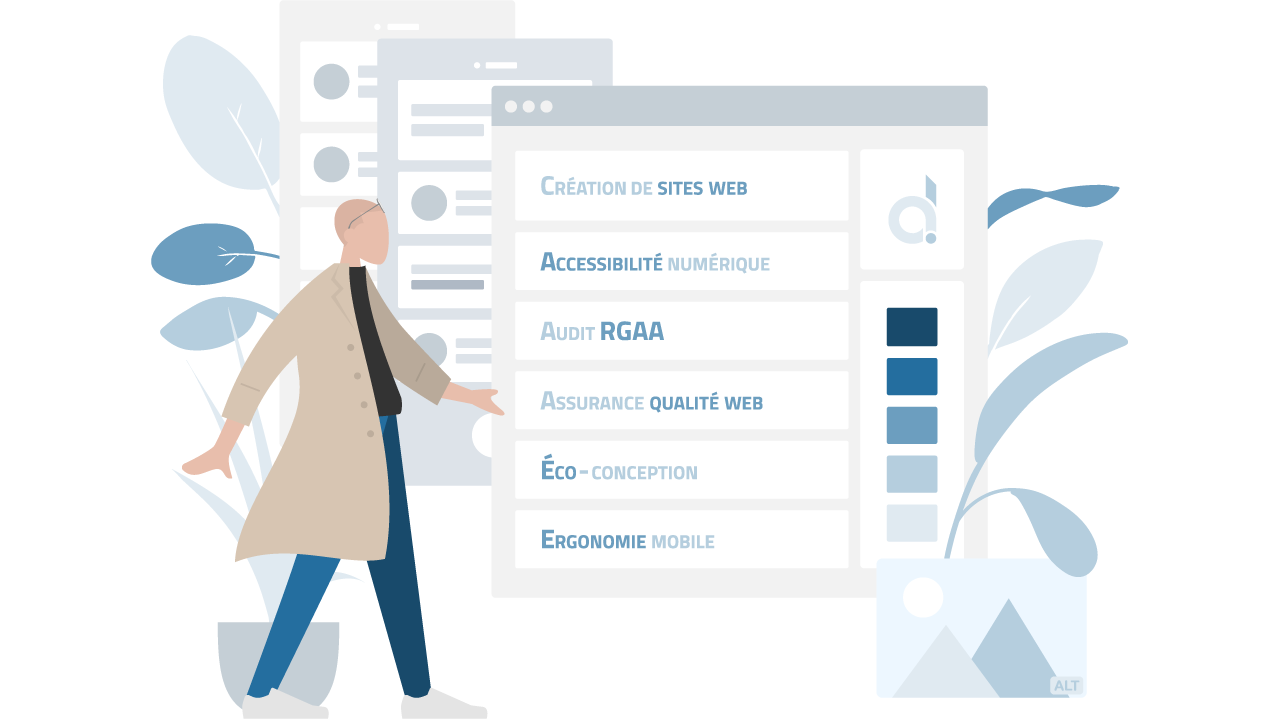 CRÉATION DE SITES WEB
ACCESSIBILITÉ NUMÉRIQUE
AUDIT RGAA
ASSURANCE QUALITÉ WEB
ÉCO-CONCEPTION
ERGONOMIE MOBILE
d.
ALT